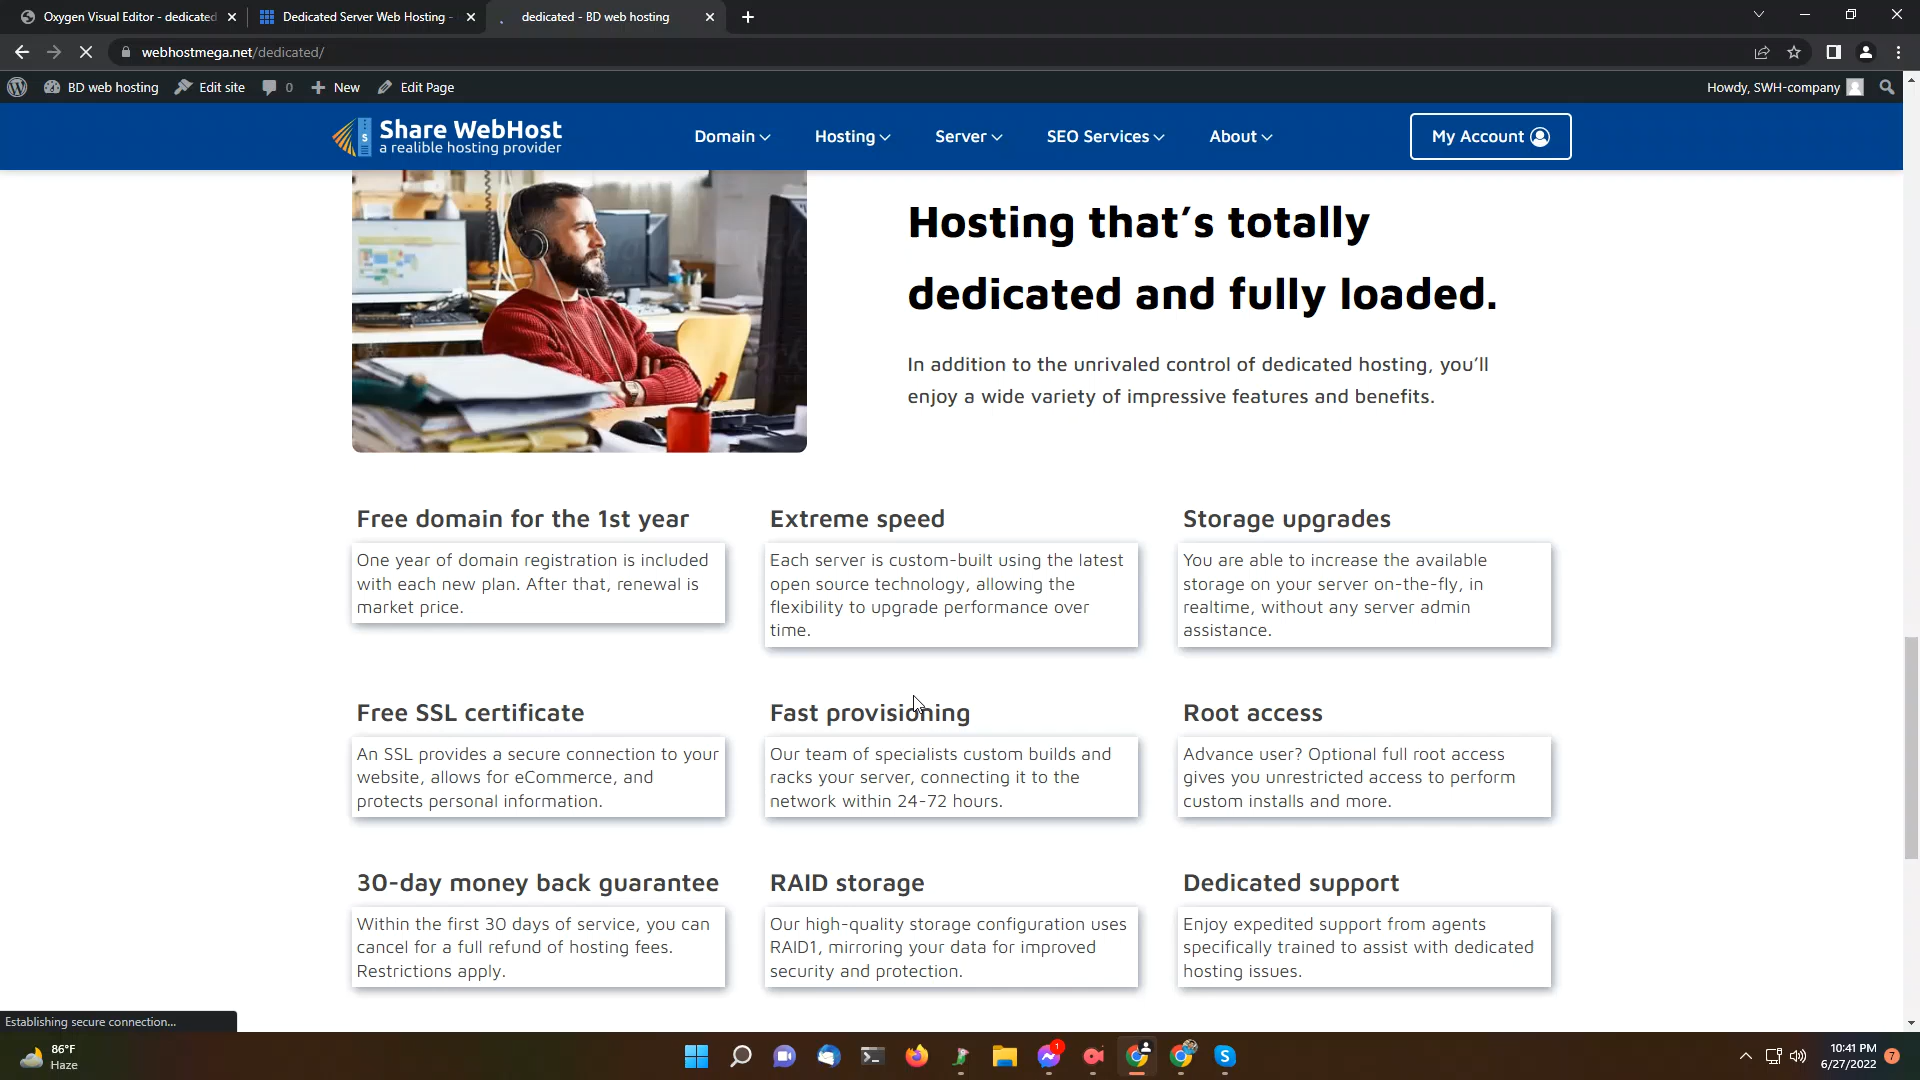 Oxygen Visual Editor - dedicated
Dedicated Server Web Hosting -
dedicated - BD web hosting
webhostmega.net/dedicated/
BD web hosting
Edit site
0
New
Edit Page
Howdy, SWH-company
Share WebHost
a realible hosting provider
Domain
Hosting
Server
SEO Services
About
My Account
Hosting that's totally
dedicated and fully loaded.
In addition to the unrivaled control of dedicated hosting, you'll
enjoy a wide variety of impressive features and benefits.
Free domain for the 1st year
One year of domain registration is included
with each new plan. After that, renewal is
market price.
Extreme speed
Each server is custom-built using the latest
open source technology, allowing the
flexibility to upgrade performance over
time.
Storage upgrades
You are able to increase the available
storage on your server on-the-fly, in
realtime, without any server admin
assistance.
Free SSL certificate
An SSL provides a secure connection to your
website, allows for eCommerce, and
protects personal information.
Fast provisioning
Our team of specialists custom builds and
racks your server, connecting it to the
network within 24-72 hours.
Root access
Advance user? Optional full root access
gives you unrestricted access to perform
custom installs and more.
30-day money back guarantee
Within the first 30 days of service, you can
cancel for a full refund of hosting fees.
Restrictions apply.
RAID storage
Our high-quality storage configuration uses
RAID1, mirroring your data for improved
security and protection.
Dedicated support
Enjoy expedited support from agents
specifically trained to assist with dedicated
hosting issues.
Establishing secure connection...
86°F
Haze
1
10:41 PM
6/27/2022
7